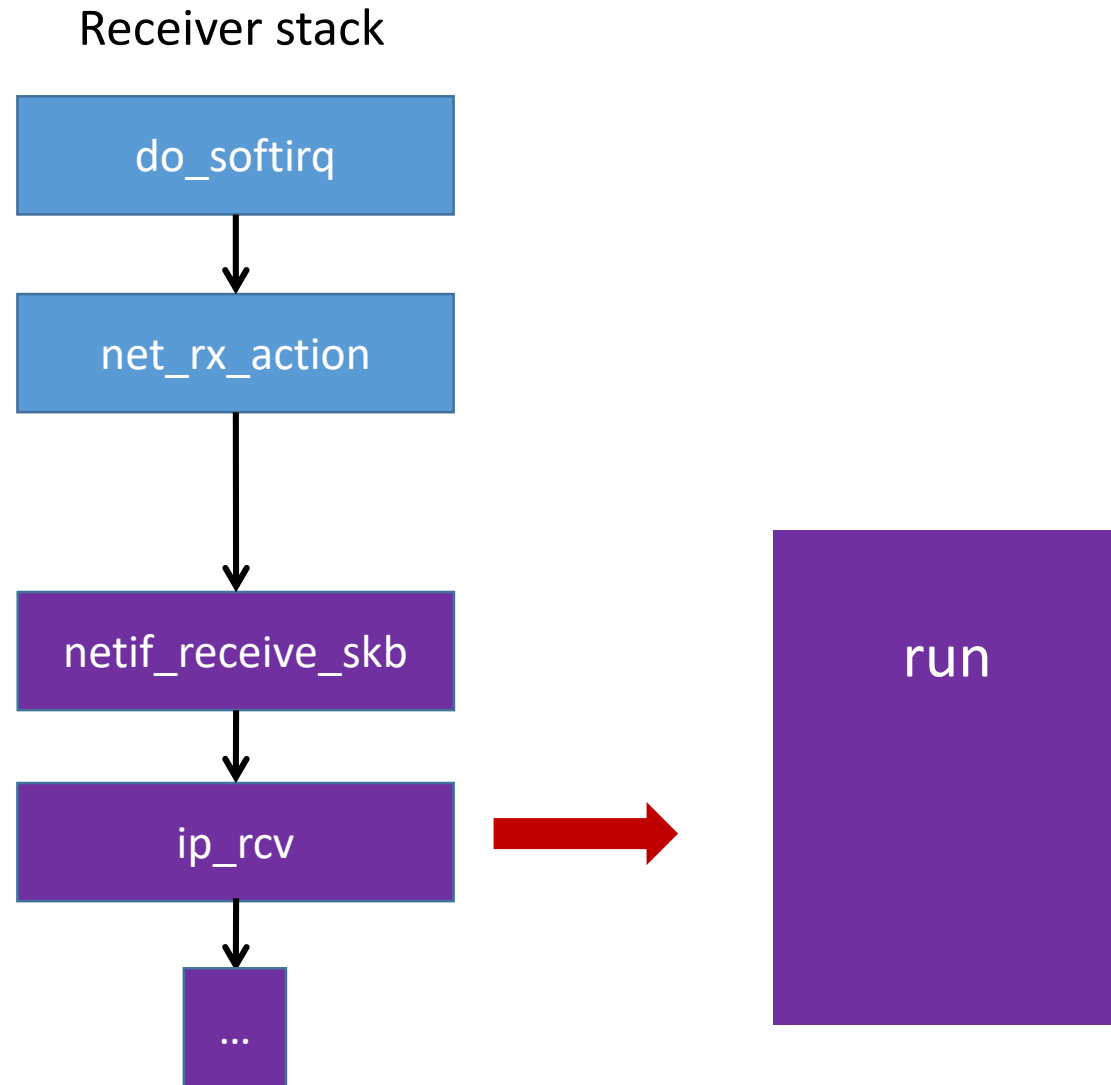 Receiver stack
do_softirq
net_rx_action
netif_receive_skb
run
ip_rcv
...